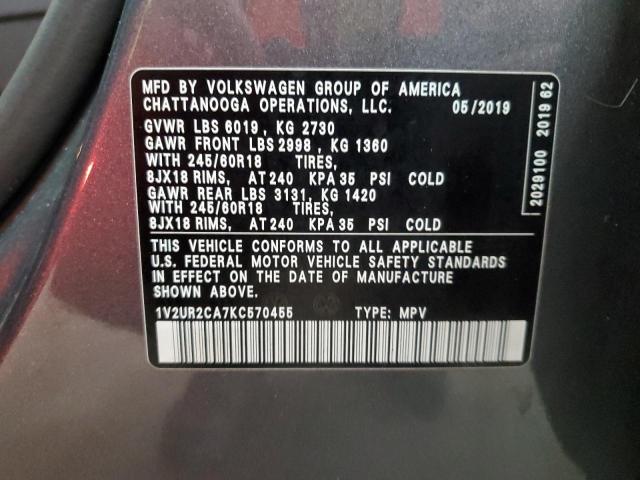 MFD BY VOLKSWAGEN GROUP OF AMERICA
CHATTANOOGA OPERATIONS, LLC. 05/2019
GVWR LBS 6019, KG 2730
GAWR FRONT LBS 2998, KG 1360
WITH 245/60R18 TIRES,
8JX18 RIMS, AT 240 KPA 35 PSI COLD
GAWR REAR LBS 3131, KG 1420
WITH 245/60R18 TIRES,
8JX18 RIMS, AT 240 KPA 35 PSI COLD
THIS VEHICLE CONFORMS TO ALL APPLICABLE
U.S. FEDERAL MOTOR VEHICLE SAFETY STANDARDS
IN EFFECT ON THE DATE OF MANUFACTURE
SHOWN ABOVE.
1V2UR2CA7KC570455 TYPE: MPV
2029100 2019 62